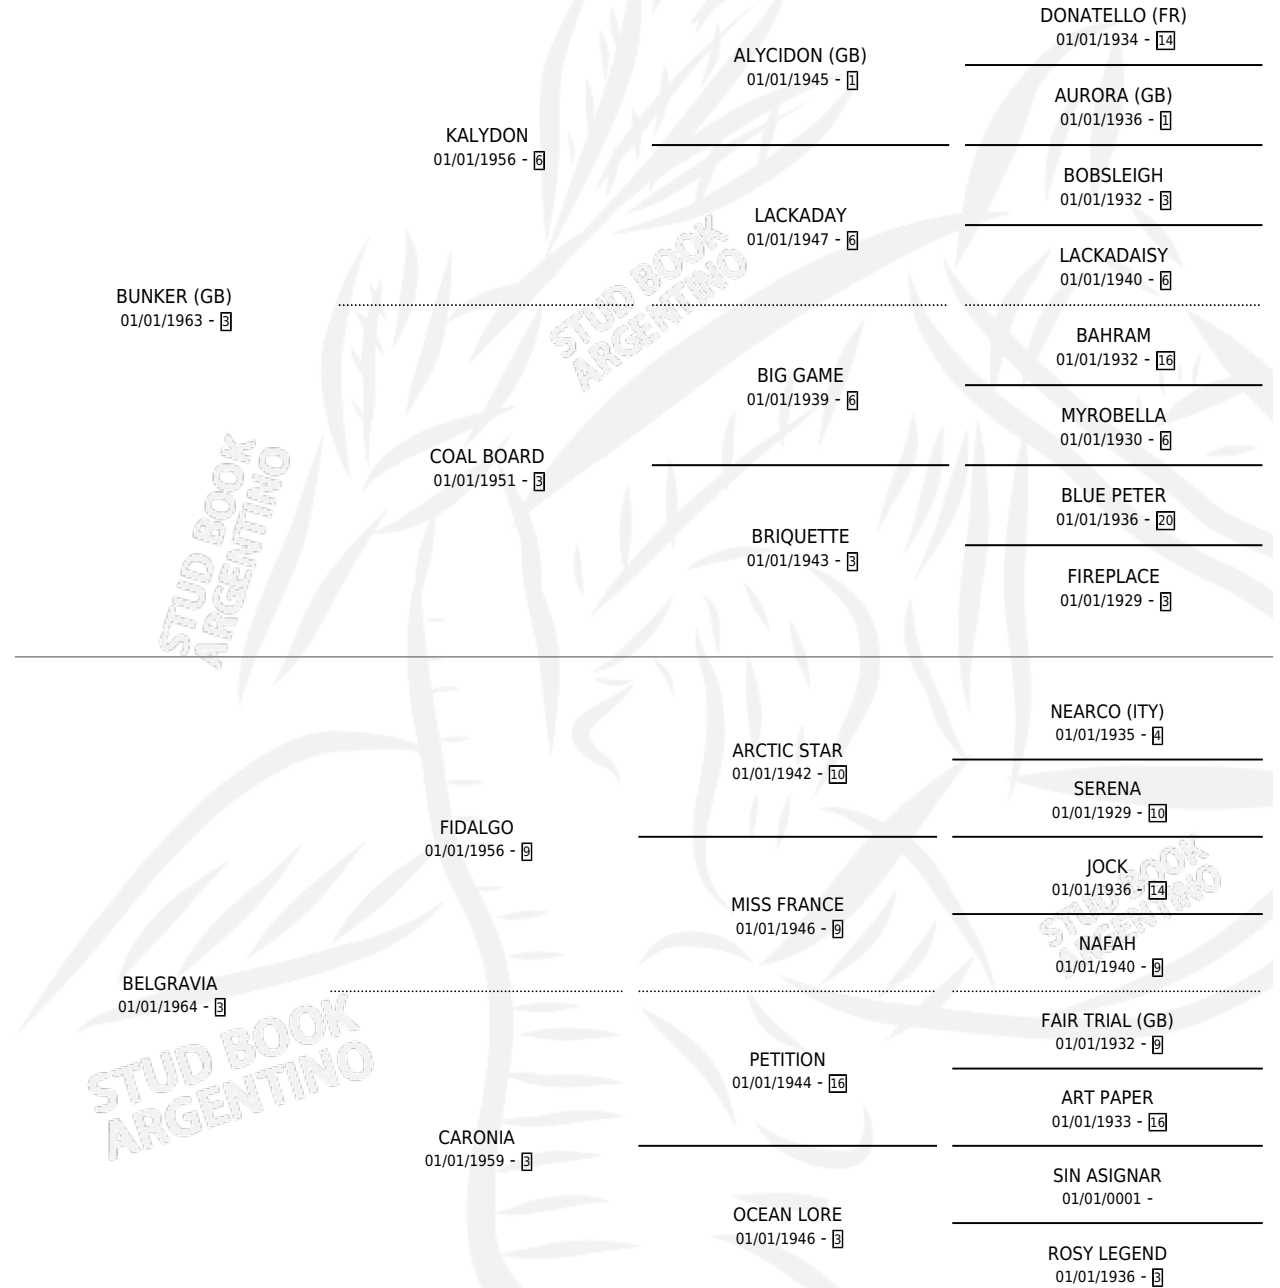 DONATELLO (FR)
01/01/1934 - 14
ALYCIDON (GB)
01/01/1945 - 1
AURORA (GB)
01/01/1936 - 1
KALYDON
01/01/1956 - 6
BOBSLEIGH
01/01/1932 - 3
LACKADAY
01/01/1947 - 6
LACKADAISY
01/01/1940 - 6
BUNKER (GB)
01/01/1963 - 3
BAHRAM
01/01/1932 - 16
BIG GAME
01/01/1939 - 6
MYROBELLA
01/01/1930 - 6
COAL BOARD
01/01/1951 - 3
BLUE PETER
01/01/1936 - 20
BRIQUETTE
01/01/1943 - 3
FIREPLACE
01/01/1929 - 3
NEARCO (ITY)
01/01/1935 - 4
ARCTIC STAR
01/01/1942 - 10
SERENA
01/01/1929 - 10
FIDALGO
01/01/1956 - 9
JOCK
01/01/1936 - 14
MISS FRANCE
01/01/1946 - 9
NAFAH
01/01/1940 - 9
BELGRAVIA
01/01/1964 - 3
FAIR TRIAL (GB)
01/01/1932 - 9
PETITION
01/01/1944 - 16
ART PAPER
01/01/1933 - 16
CARONIA
01/01/1959 - 3
SIN ASIGNAR
01/01/0001 -
OCEAN LORE
01/01/1946 - 3
ROSY LEGEND
01/01/1936 - 3
STUD BOOK
ARGENTINO
STUD BOOK
ARGENTINO
STUD BOOK
ARGENTINO
STUD BOOK
ARGENTINO